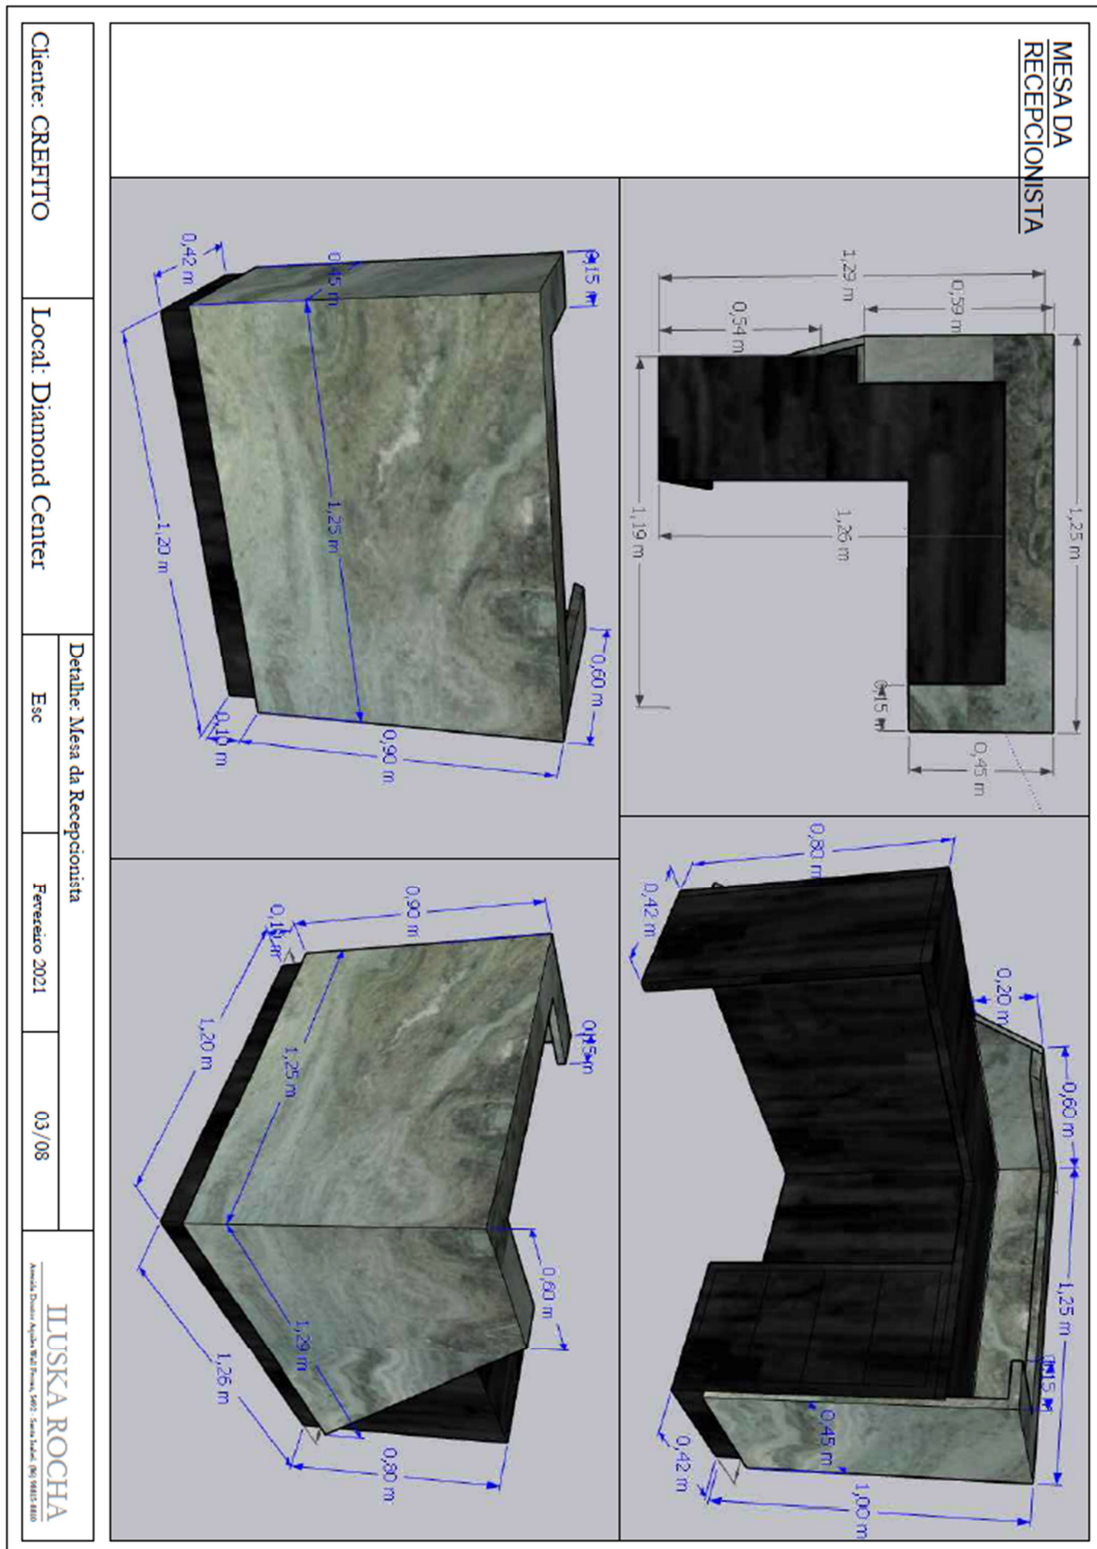 MESA DA
RECEPCIONISTA
1,29 m
0,59 m
0,54 m
1,25 m
1,19 m
1,26 m
0,15 m
0,45 m
0,80 m
0,42 m
0,20 m
0,60 m
1,25 m
0,15 m
0,45 m
0,42 m
1,00 m
0,42 m
0,45 m
0,15 m
1,20 m
1,25 m
0,60 m
0,10 m
0,90 m
0,90 m
0,15 m
1,20 m
1,25 m
0,60 m
1,29 m
1,26 m
0,80 m
Cliente: CREFITO
Local: Diamond Center
Detalhe: Mesa da Recepcionista
Esc
Fevereiro 2021
03/08
ILUSKA ROCHA